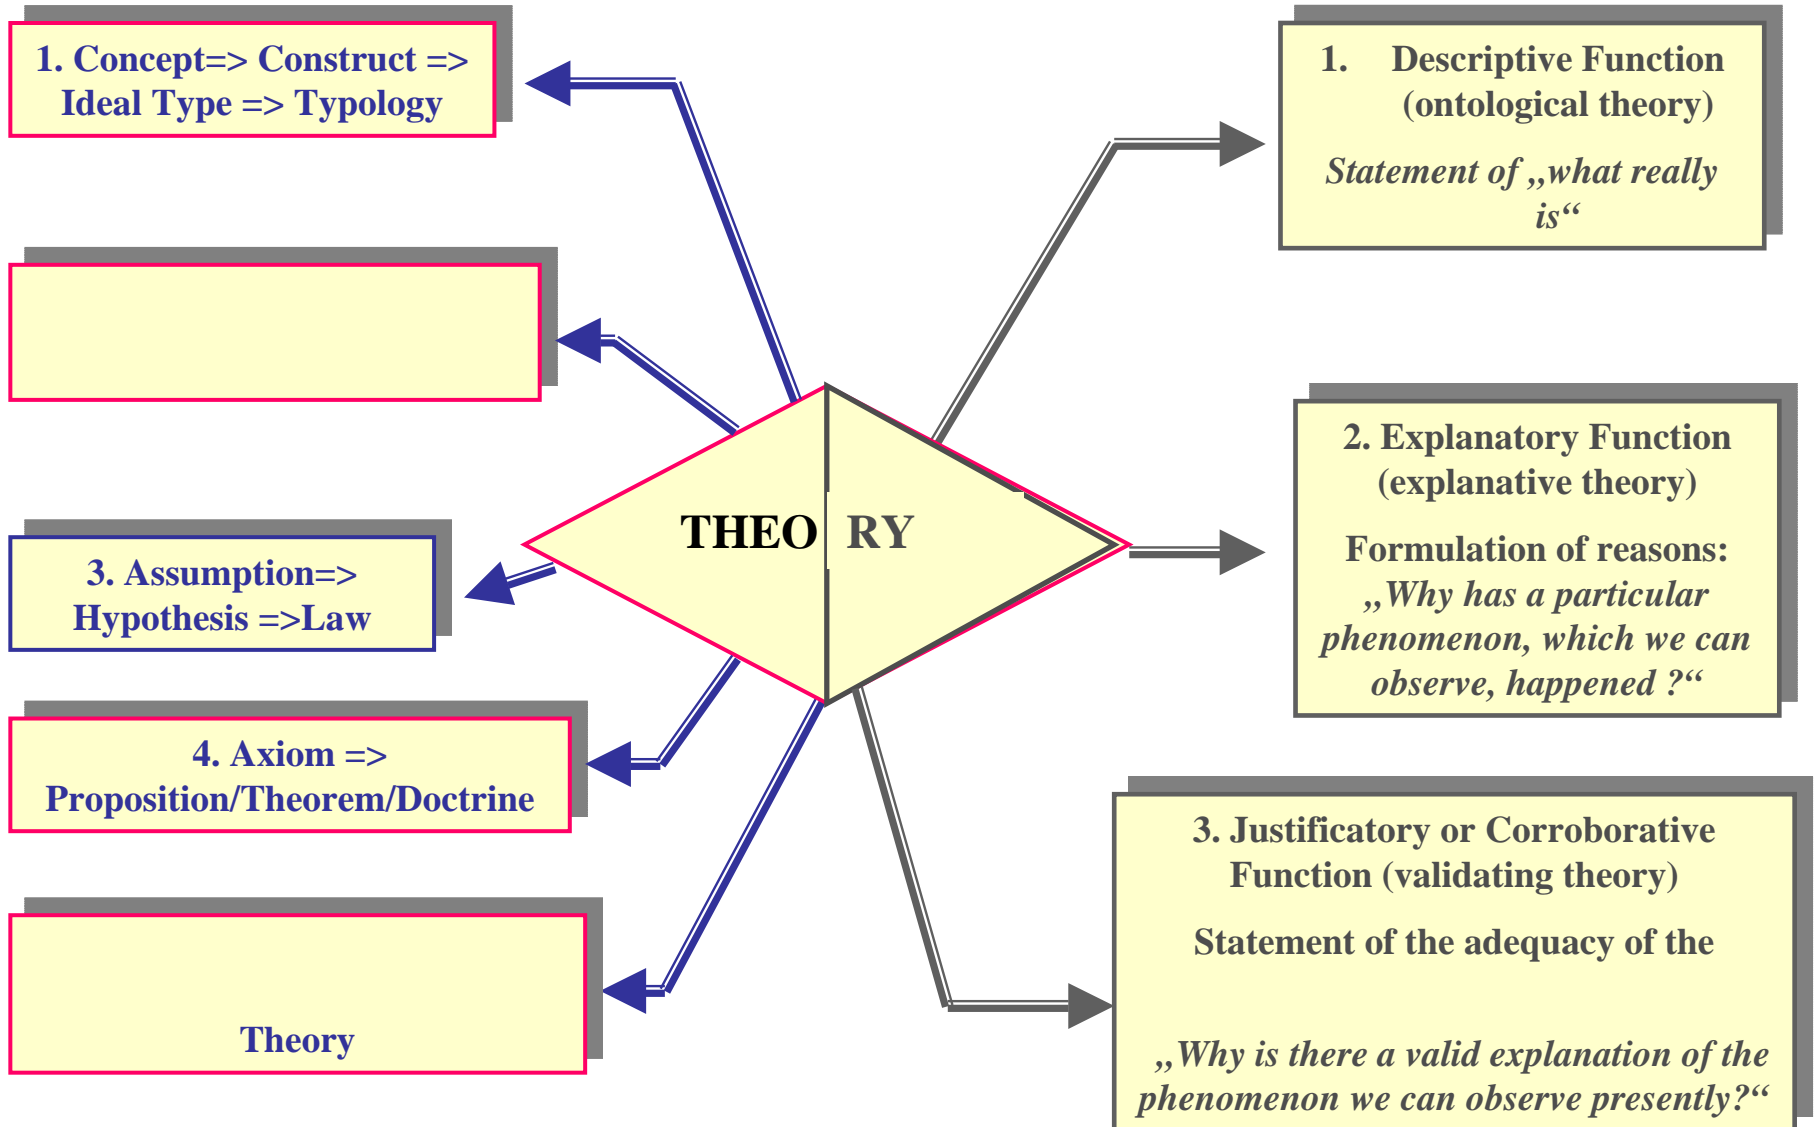 1. Concept=> Construct =>
Ideal Type => Typology
3. Assumption=>
Hypothesis =>Law
4. Axiom =>
Proposition/Theorem/Doctrine
Theory
THEO RY
1. Descriptive Function
(ontological theory)
Statement of „what really
is“
2. Explanatory Function
(explanative theory)
Formulation of reasons:
„Why has a particular
phenomenon, which we can
observe, happened ?“
3. Justificatory or Corroborative
Function (validating theory)
Statement of the adequacy of the
„Why is there a valid explanation of the
phenomenon we can observe presently?“